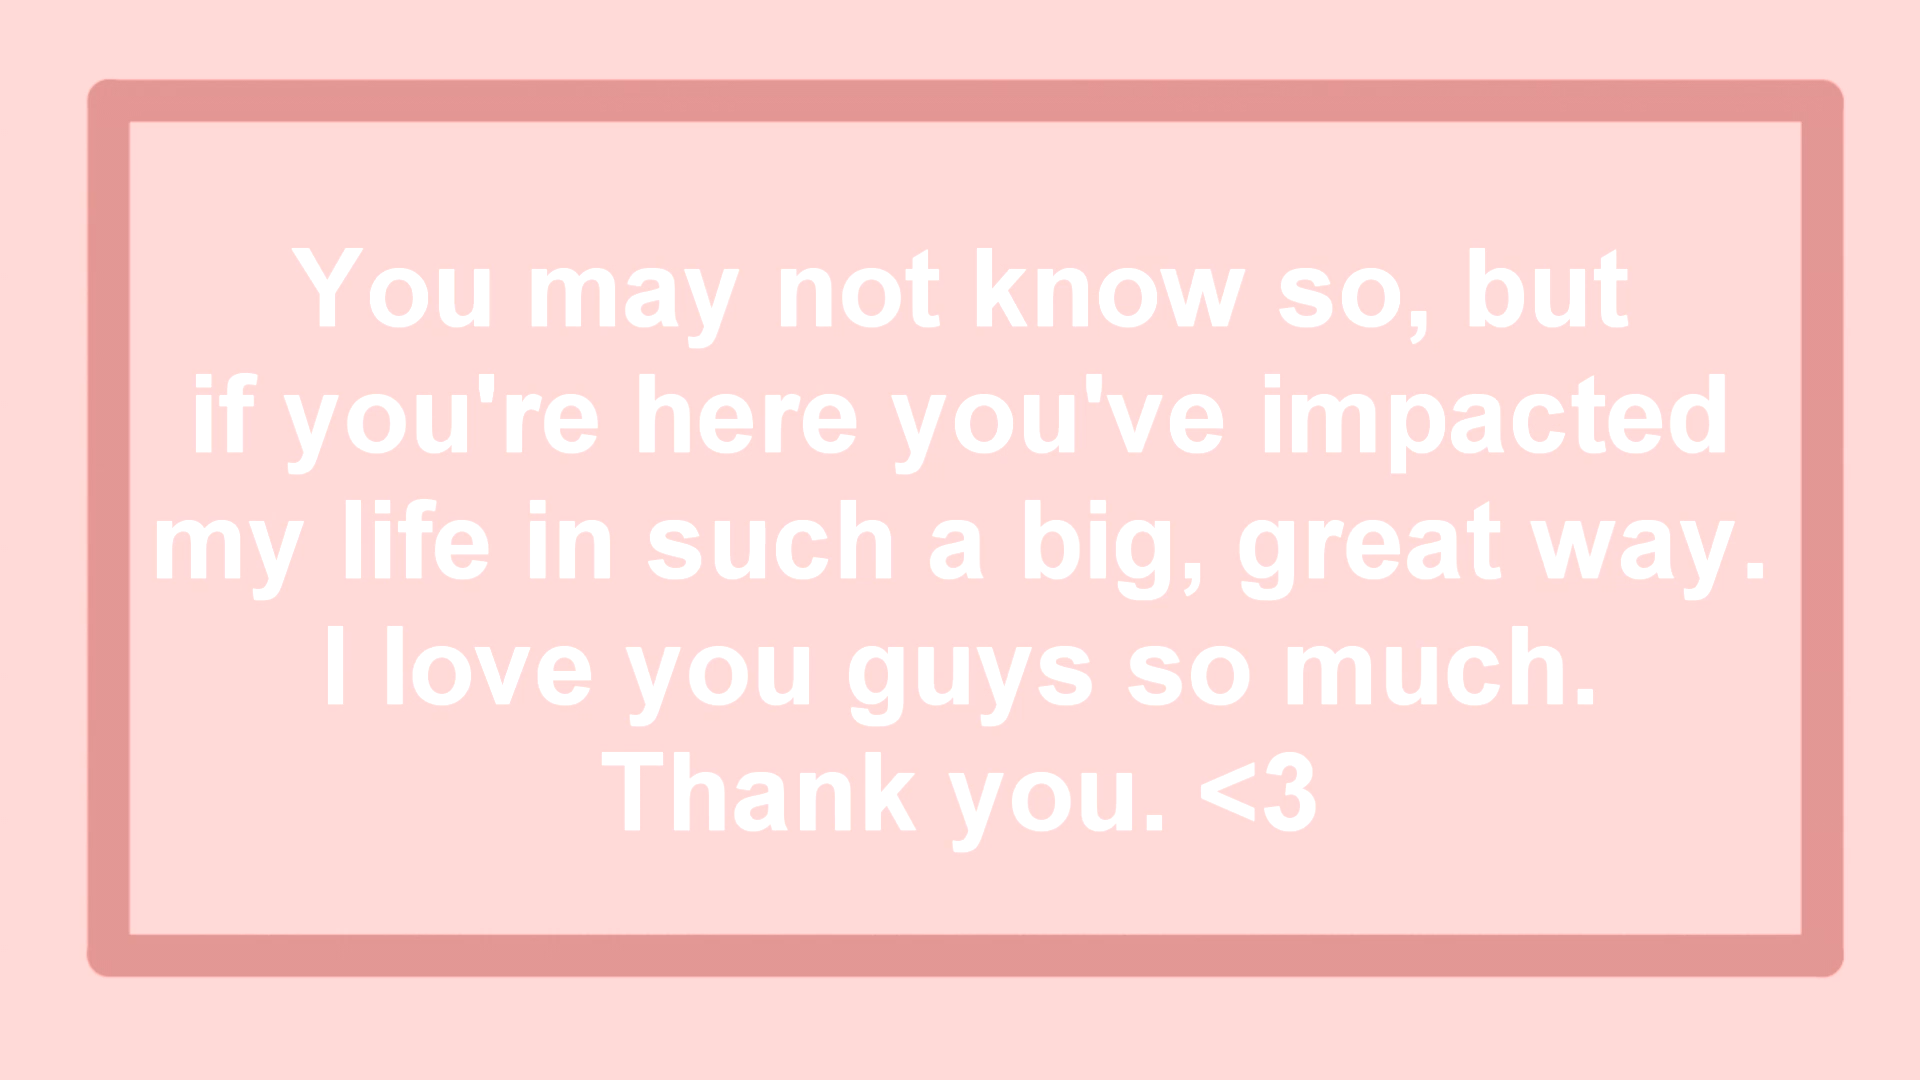 You may not know so, but
if you're here you've impacted
my life in such a big, great way.
I love you guys so much.
Thank you. <3